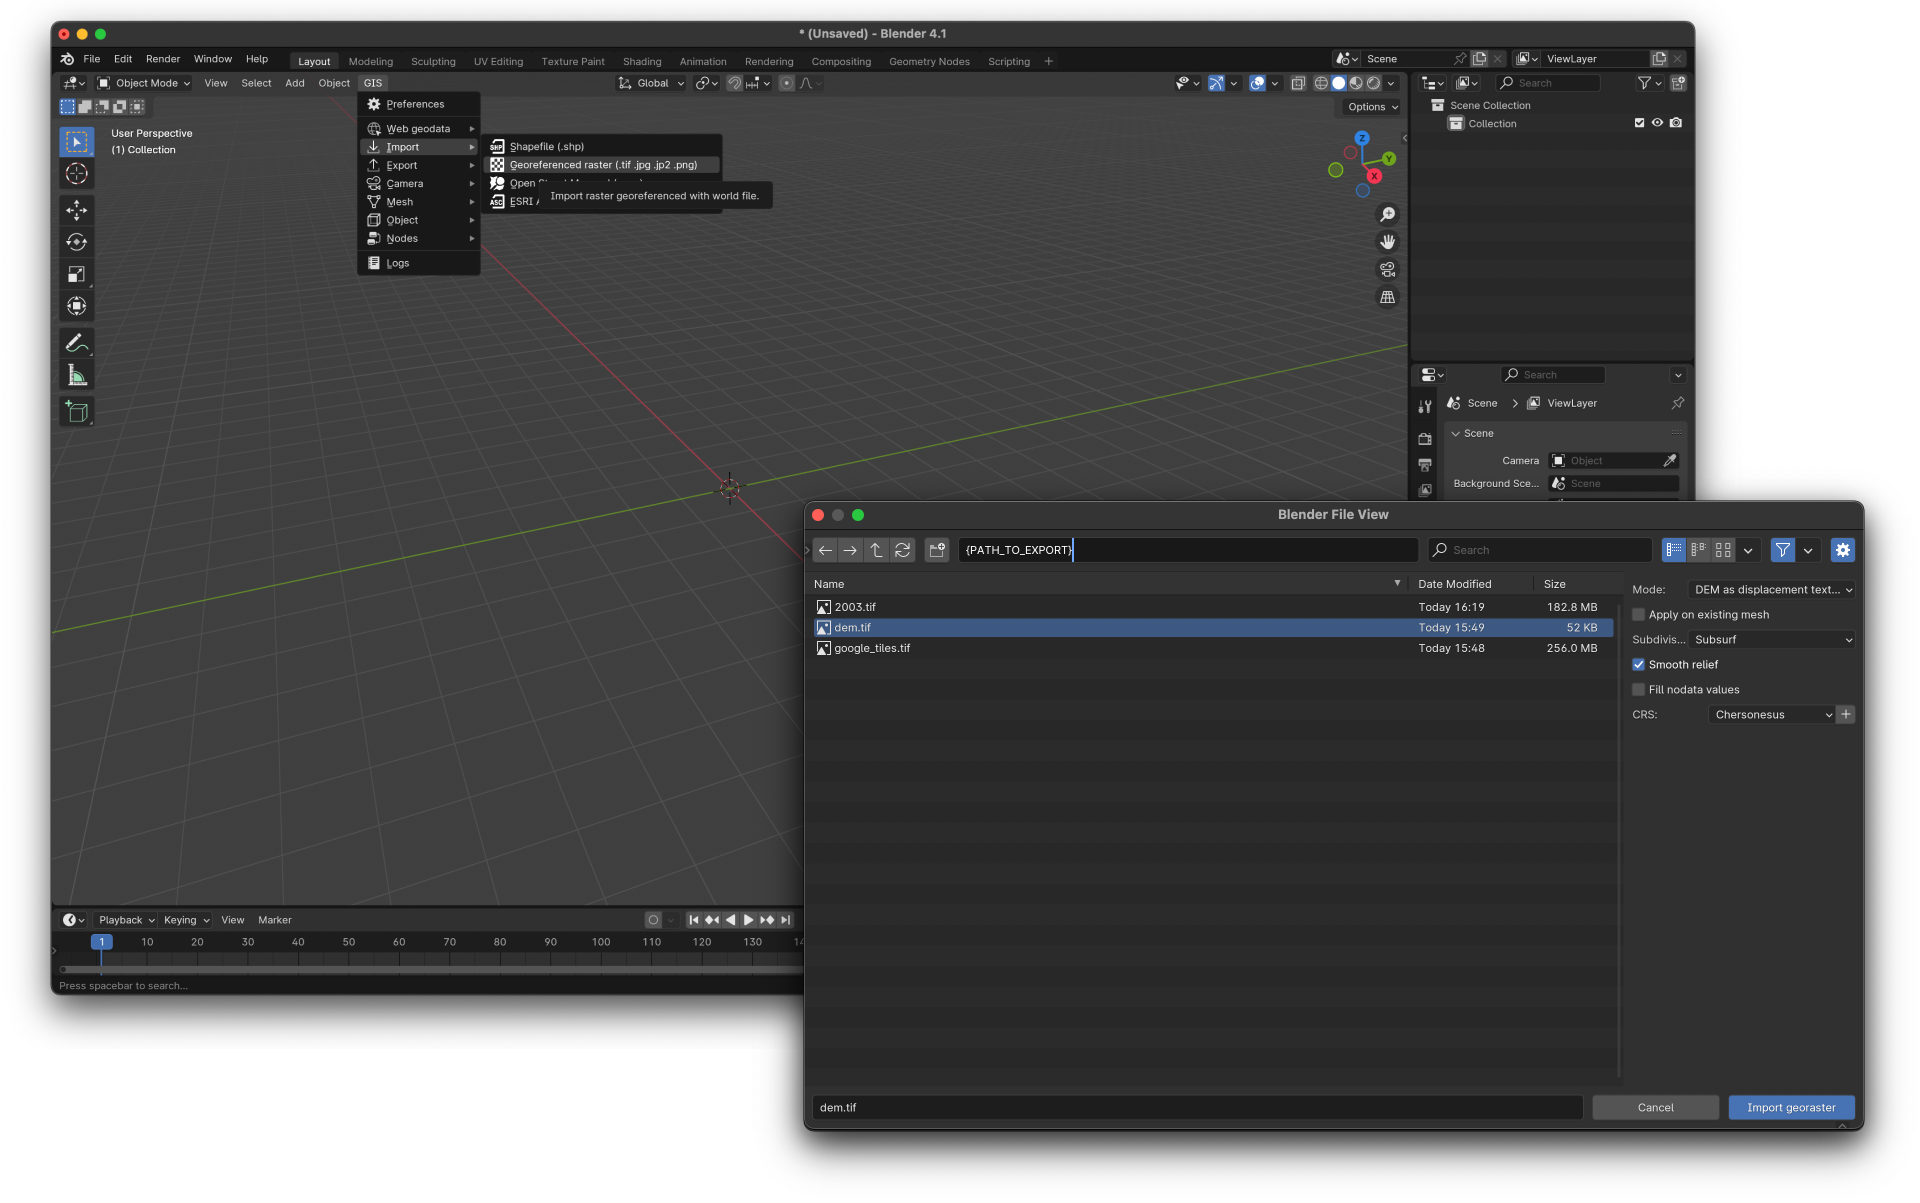 * (Unsaved) - Blender 4.1
File Edit Render Window Help Layout Modeling Sculpting UV Editing Texture Paint Shading Animation Rendering Compositing Geometry Nodes Scripting + Scene ViewLayer
Object Mode View Select Add Object GIS Global Search
Options
User Perspective
(1) Collection
Preferences
Web geodata
Import
Export
Camera
Mesh
Object
Nodes
Logs
Shapefile (.shp)
Georeferenced raster (.tif .jpg .jp2 .png)
Open
ESRI
Import raster georeferenced with world file.
Z
Y
X
Scene Collection
Collection
Search
Scene > ViewLayer
Scene
Camera Object
Background Sce... Scene
Blender File View
{PATH_TO_EXPORT} Search
Name Date Modified Size
2003.tif Today 16:19 182.8 MB
dem.tif Today 15:49 52 KB
google_tiles.tif Today 15:48 256.0 MB
Mode: DEM as displacement text...
Apply on existing mesh
Subdivis... Subsurf
Smooth relief
Fill nodata values
CRS: Chersonesus +
dem.tif Cancel Import georaster
Playback Keying View Marker
1 10 20 30 40 50 60 70 80 90 100 110 120 130
Press spacebar to search...